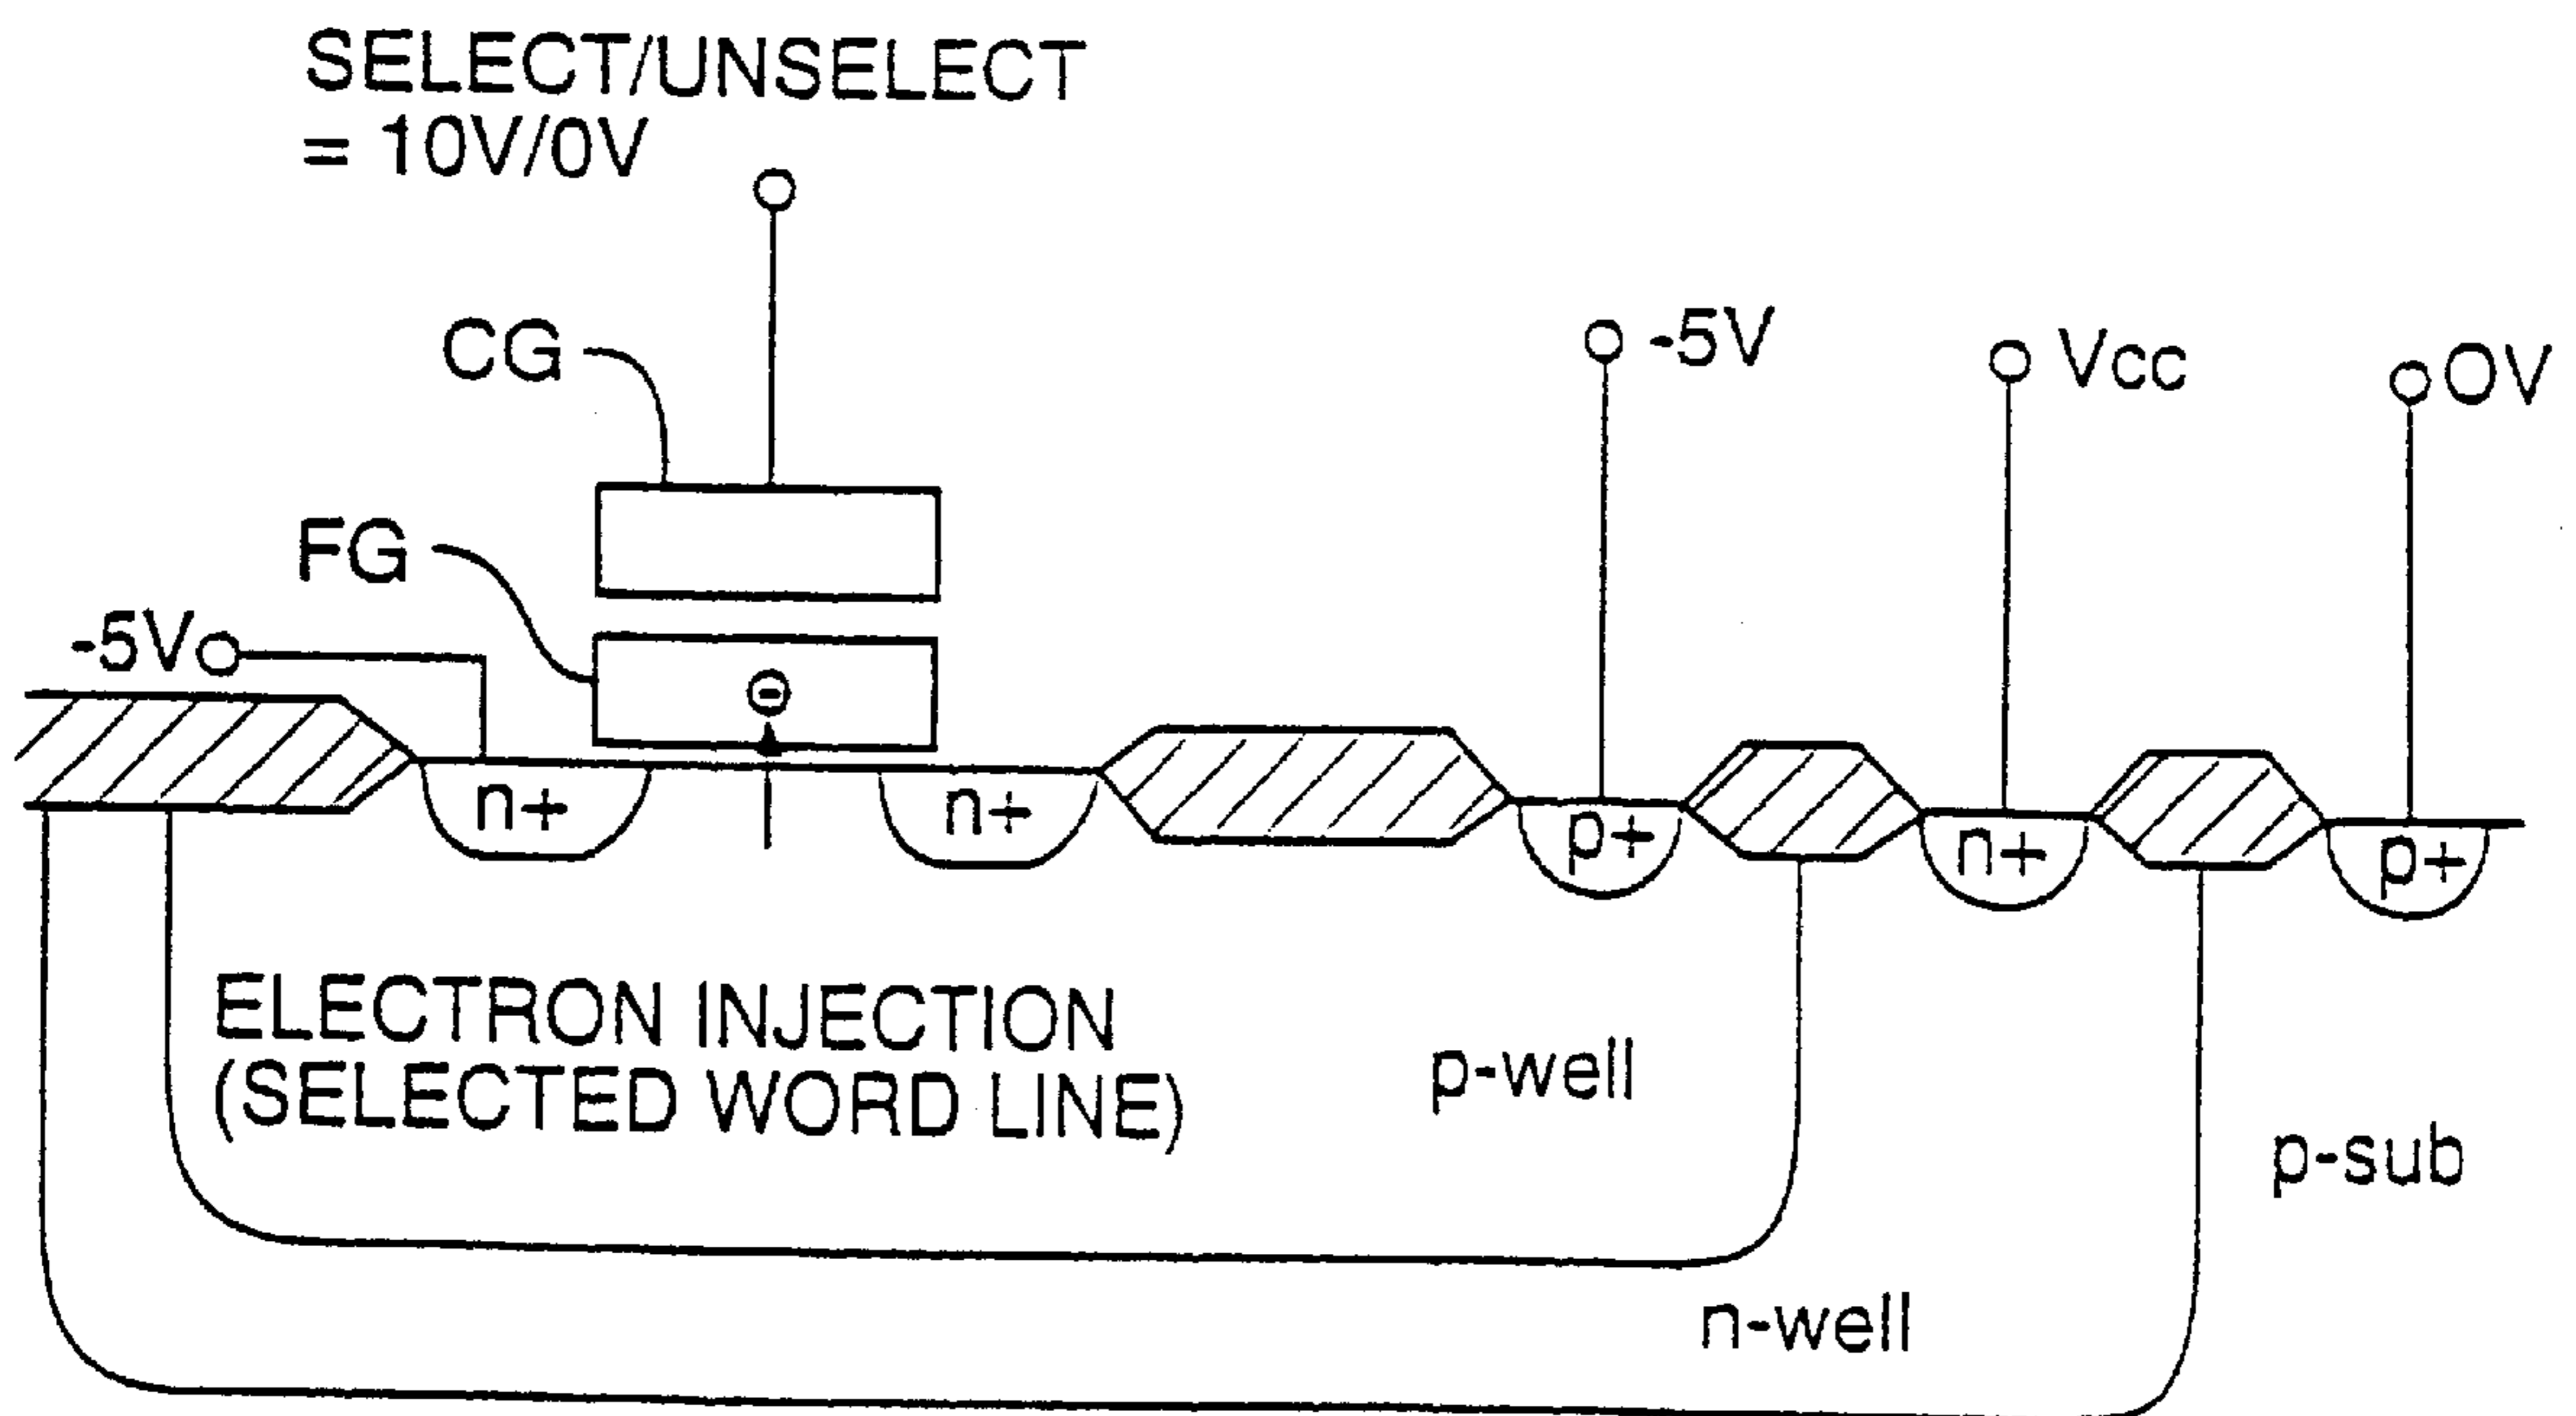 SELECT/UNSELECT
= 10V/0V
CG
-5V
Vcc
0V
FG
-5V
n+
n+
p+
n+
p+
ELECTRON INJECTION
(SELECTED WORD LINE)
p-well
p-sub
n-well